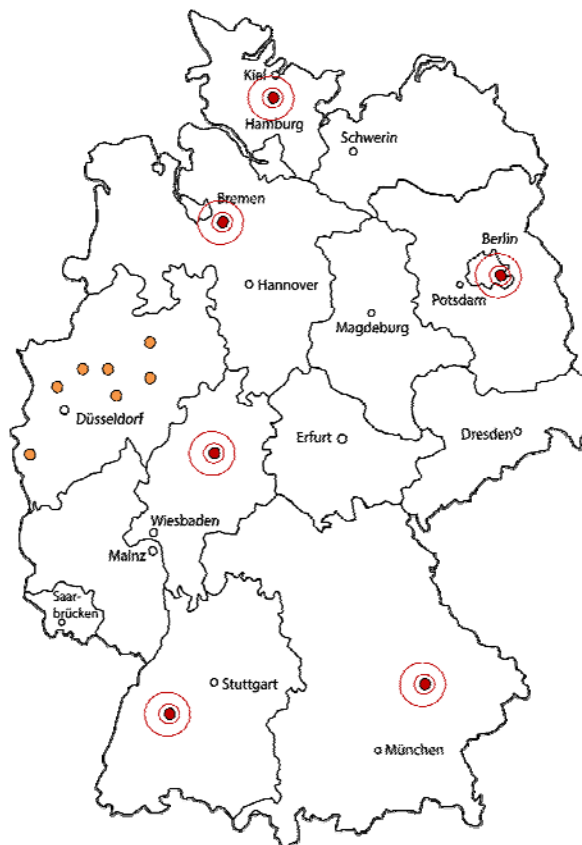 Kiel
Hamburg
Schwerin
Bremen
Berlin
Hannover
Potsdam
Magdeburg
Düsseldorf
Erfurt
Dresden
Wiesbaden
Mainz
Saar-
brücken
Stuttgart
München